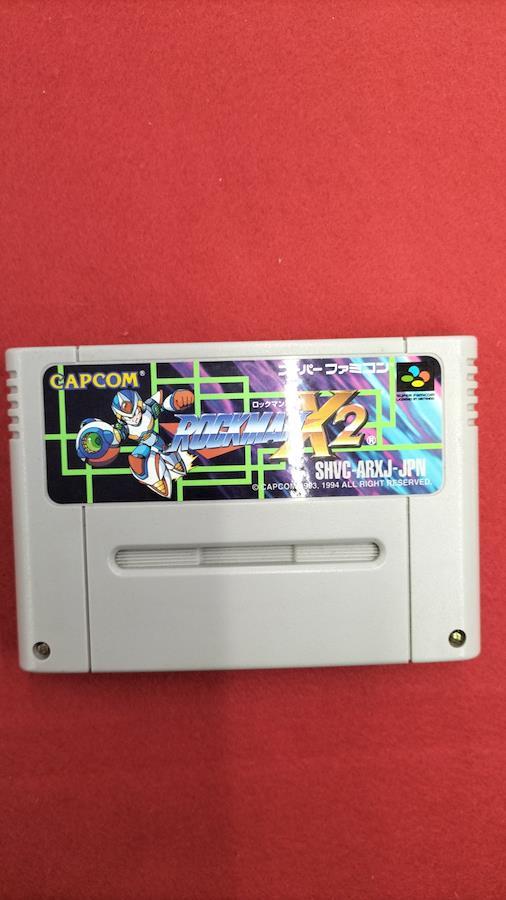 CAPCOM®
スーパーファミコン
SUPER FAMICOM
ロックマン
ROCKMAN X2®
SHVC-ARXJ-JPN
©CAPCOM 1993, 1994 ALL RIGHT RESERVED.